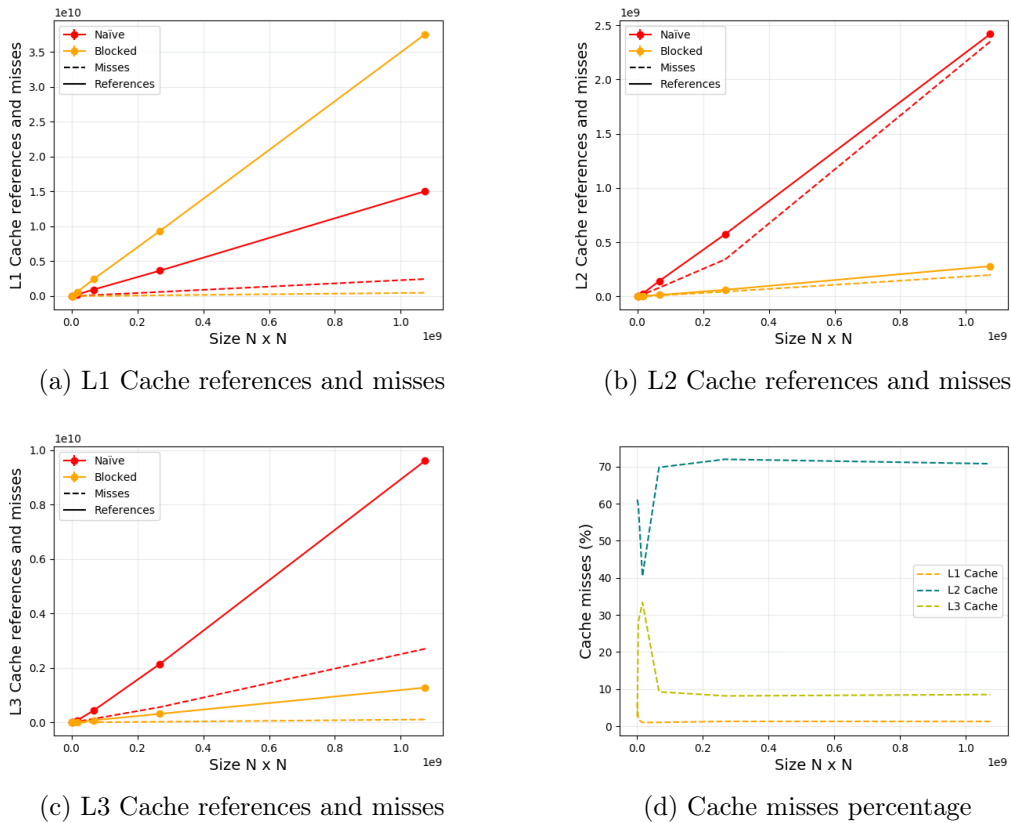 1e10
L1 Cache references and misses
3.5
3.0
2.5
2.0
1.5
1.0
0.5
0.0
Naïve
Blocked
Misses
References
0.0 0.2 0.4 0.6 0.8 1.0
1e9
Size N x N
(a) L1 Cache references and misses
1e9
L2 Cache references and misses
2.5
2.0
1.5
1.0
0.5
0.0
Naïve
Blocked
Misses
References
0.0 0.2 0.4 0.6 0.8 1.0
1e9
Size N x N
(b) L2 Cache references and misses
1e10
L3 Cache references and misses
1.0
0.8
0.6
0.4
0.2
0.0
Naïve
Blocked
Misses
References
0.0 0.2 0.4 0.6 0.8 1.0
1e9
Size N x N
(c) L3 Cache references and misses
Cache misses (%)
70
60
50
40
30
20
10
0
L1 Cache
L2 Cache
L3 Cache
0.0 0.2 0.4 0.6 0.8 1.0
1e9
Size N x N
(d) Cache misses percentage